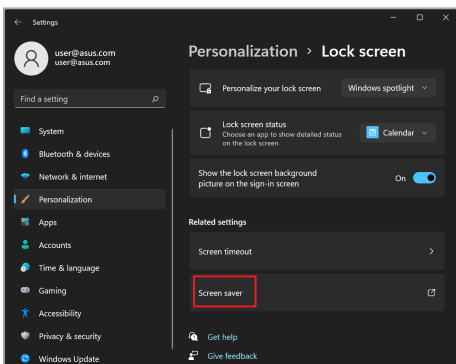 Settings
user@asus.com
user@asus.com
Find a setting
System
Bluetooth & devices
Network & internet
Personalization
Apps
Accounts
Time & language
Gaming
Accessibility
Privacy & security
Windows Update
Personalization > Lock screen
Personalize your lock screen
Windows spotlight
Lock screen status
Choose an app to show detailed status
on the lock screen
Calendar
Show the lock screen background
picture on the sign-in screen
On
Related settings
Screen timeout
Screen saver
Get help
Give feedback